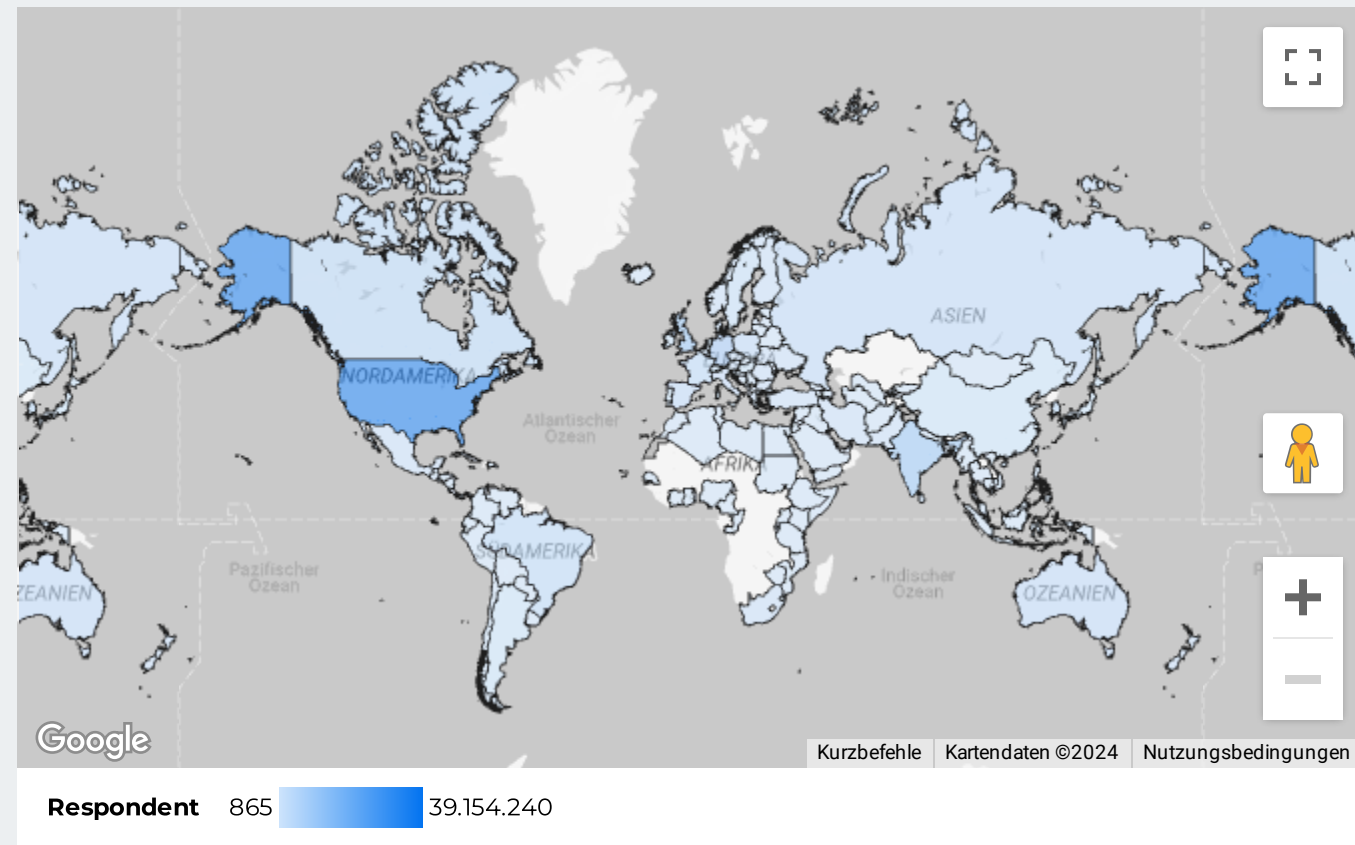 ASIEN
NORDAMERIKA
EUROPA
Atlantischer
Ozean
AFRIKA
SÜDAMERIKA
Pazifischer
Ozean
Indischer
Ozean
ZEANIEN
OZEANIEN
P
Google
Kurzbefehle
Kartendaten ©2024
Nutzungsbedingungen
Respondent 865 39.154.240